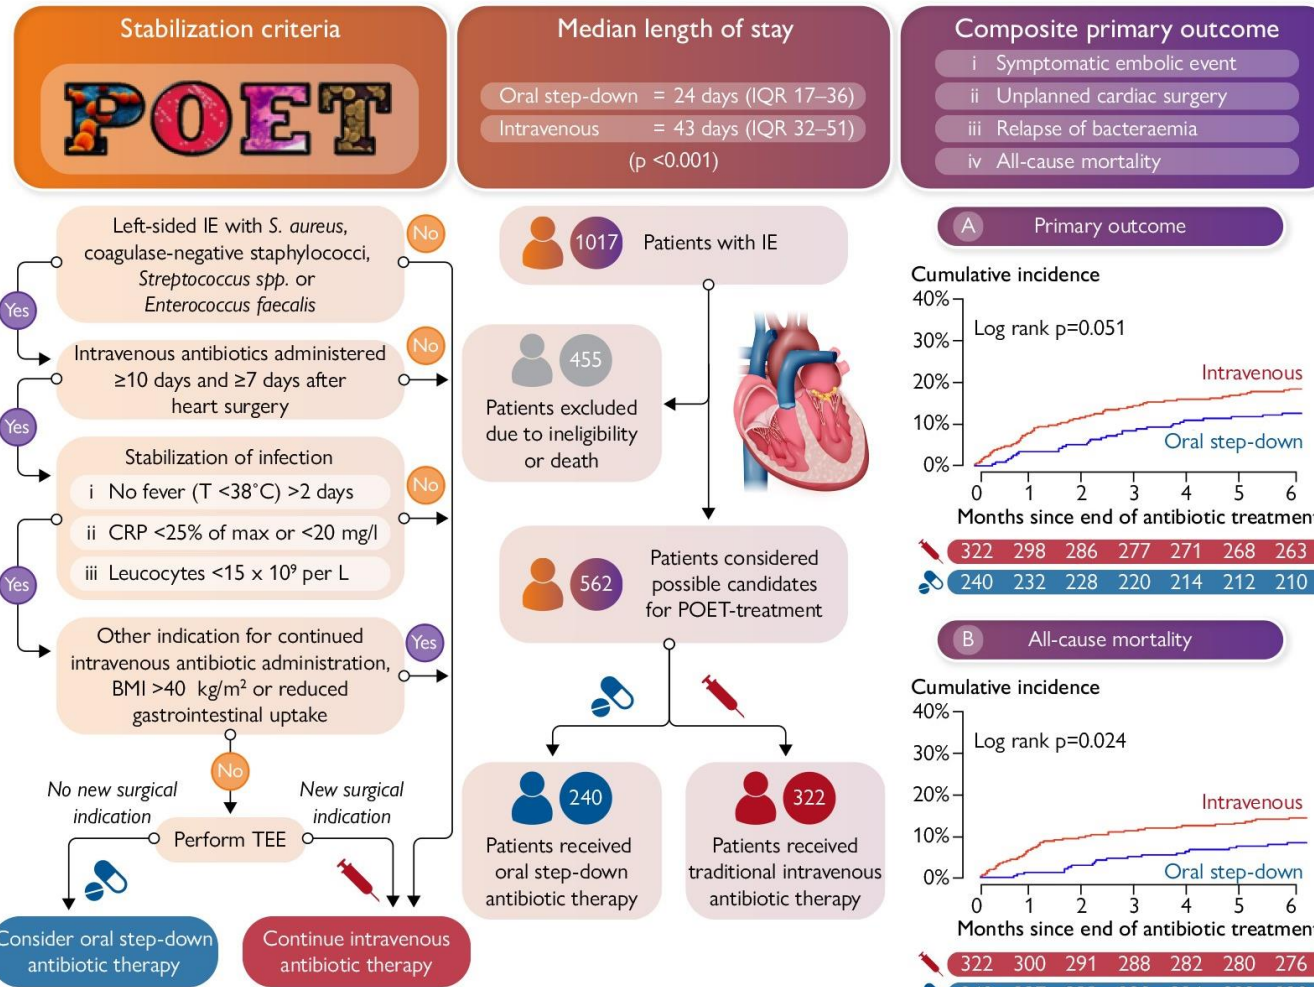 Stabilization criteria
POET
Left-sided IE with S. aureus,
coagulase-negative staphylococci,
Streptococcus spp. or
Enterococcus faecalis
No
Yes
Intravenous antibiotics administered
≥10 days and ≥7 days after
heart surgery
No
Yes
Stabilization of infection
i No fever (T <38°C) >2 days
ii CRP <25% of max or <20 mg/l
iii Leucocytes <15 x 10⁹ per L
No
Yes
Other indication for continued
intravenous antibiotic administration,
BMI >40 kg/m² or reduced
gastrointestinal uptake
Yes
No
No new surgical
indication
New surgical
indication
Perform TEE
Consider oral step-down
antibiotic therapy
Continue intravenous
antibiotic therapy
Median length of stay
Oral step-down = 24 days (IQR 17–36)
Intravenous = 43 days (IQR 32–51)
(p <0.001)
1017 Patients with IE
455
Patients excluded
due to ineligibility
or death
562
Patients considered
possible candidates
for POET-treatment
240
Patients received
oral step-down
antibiotic therapy
322
Patients received
traditional intravenous
antibiotic therapy
Composite primary outcome
i Symptomatic embolic event
ii Unplanned cardiac surgery
iii Relapse of bacteraemia
iv All-cause mortality
A Primary outcome
Cumulative incidence
40%
30%
20%
10%
0%
Log rank p=0.051
Intravenous
Oral step-down
0 1 2 3 4 5 6
Months since end of antibiotic treatment
322 298 286 277 271 268 263
240 232 228 220 214 212 210
B All-cause mortality
Cumulative incidence
40%
30%
20%
10%
0%
Log rank p=0.024
Intravenous
Oral step-down
0 1 2 3 4 5 6
Months since end of antibiotic treatment
322 300 291 288 282 280 276